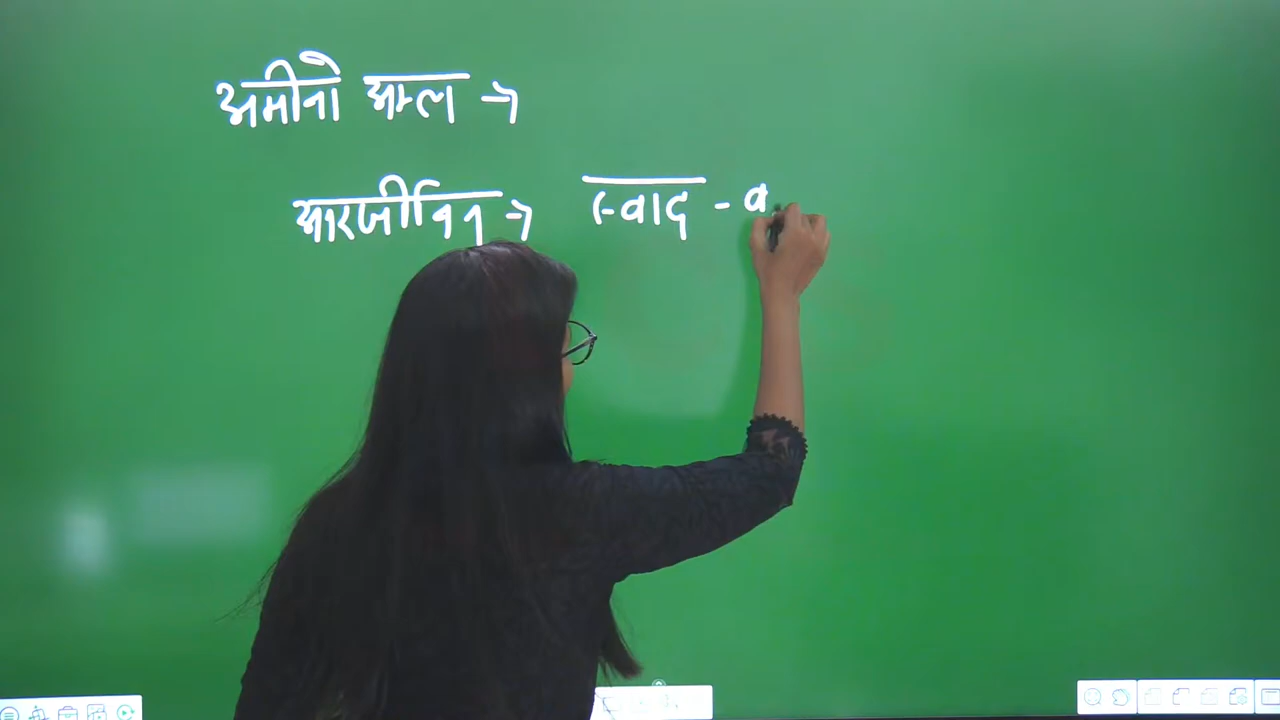 अमीनो अम्ल →
आरजीनिन → स्वाद - a